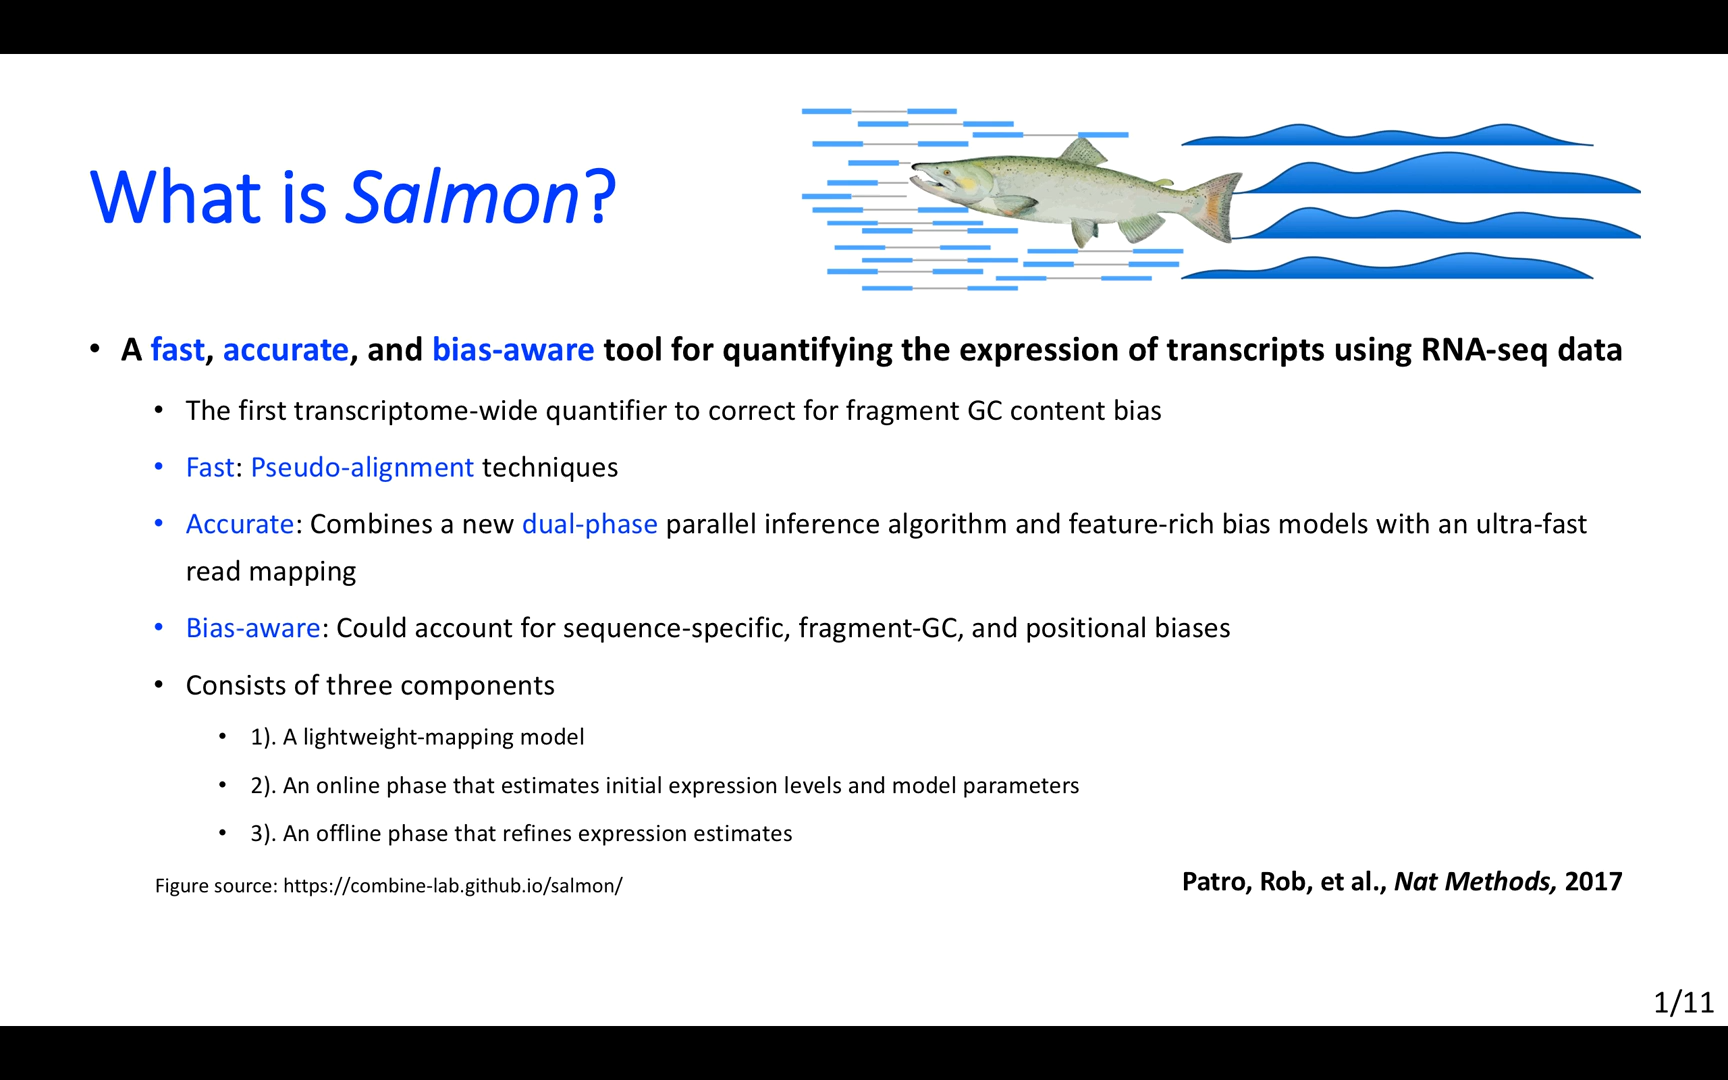 What is Salmon?
• A fast, accurate, and bias-aware tool for quantifying the expression of transcripts using RNA-seq data
• The first transcriptome-wide quantifier to correct for fragment GC content bias
• Fast: Pseudo-alignment techniques
• Accurate: Combines a new dual-phase parallel inference algorithm and feature-rich bias models with an ultra-fast
read mapping
• Bias-aware: Could account for sequence-specific, fragment-GC, and positional biases
• Consists of three components
• 1). A lightweight-mapping model
• 2). An online phase that estimates initial expression levels and model parameters
• 3). An offline phase that refines expression estimates
Figure source: https://combine-lab.github.io/salmon/
Patro, Rob, et al., Nat Methods, 2017
1/11